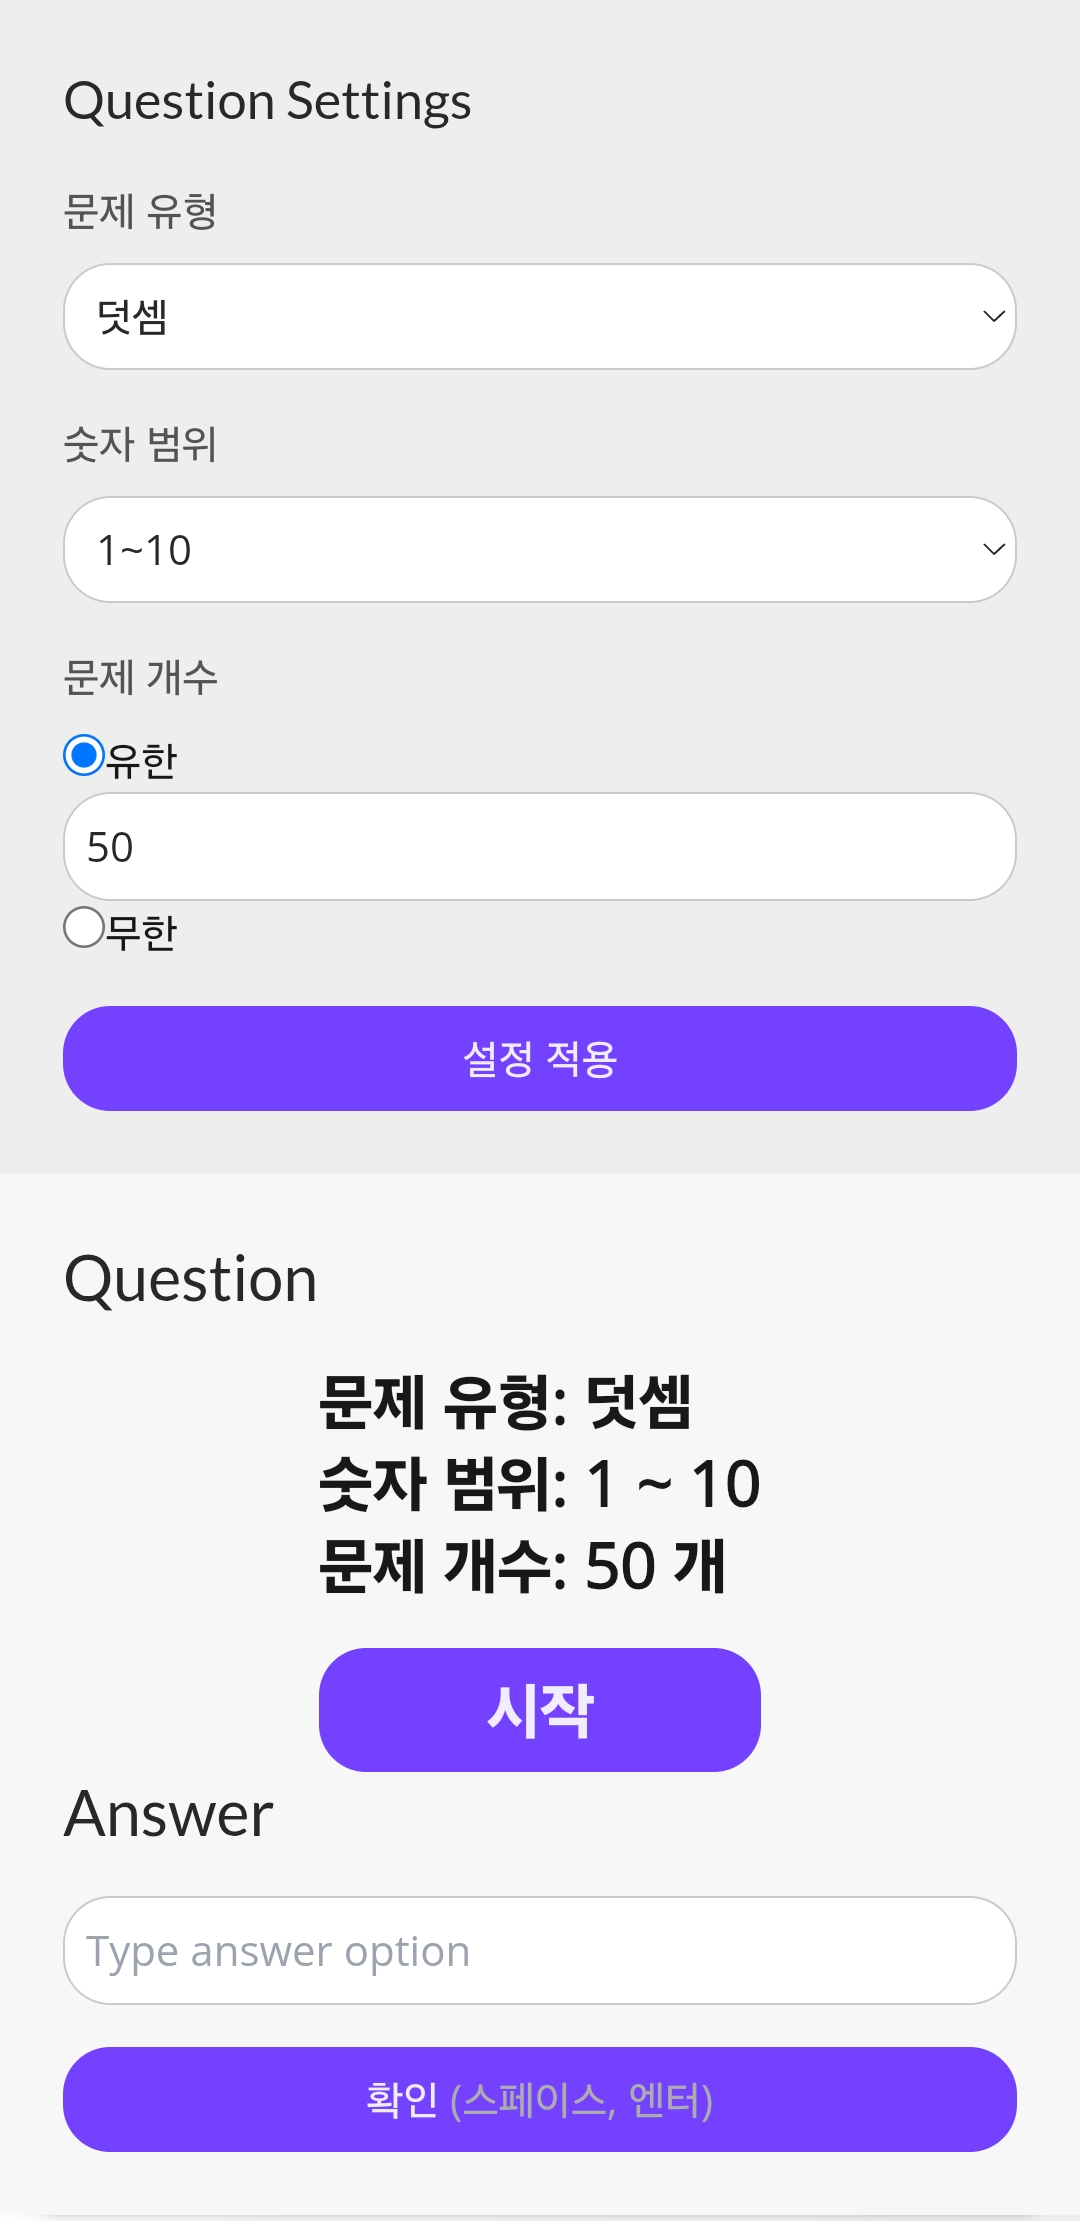 Question Settings
문제 유형
덧셈
숫자 범위
1~10
문제 개수
유한
50
무한
설정 적용
Question
문제 유형: 덧셈
숫자 범위: 1 ~ 10
문제 개수: 50 개
시작
Answer
Type answer option
확인 (스페이스, 엔터)